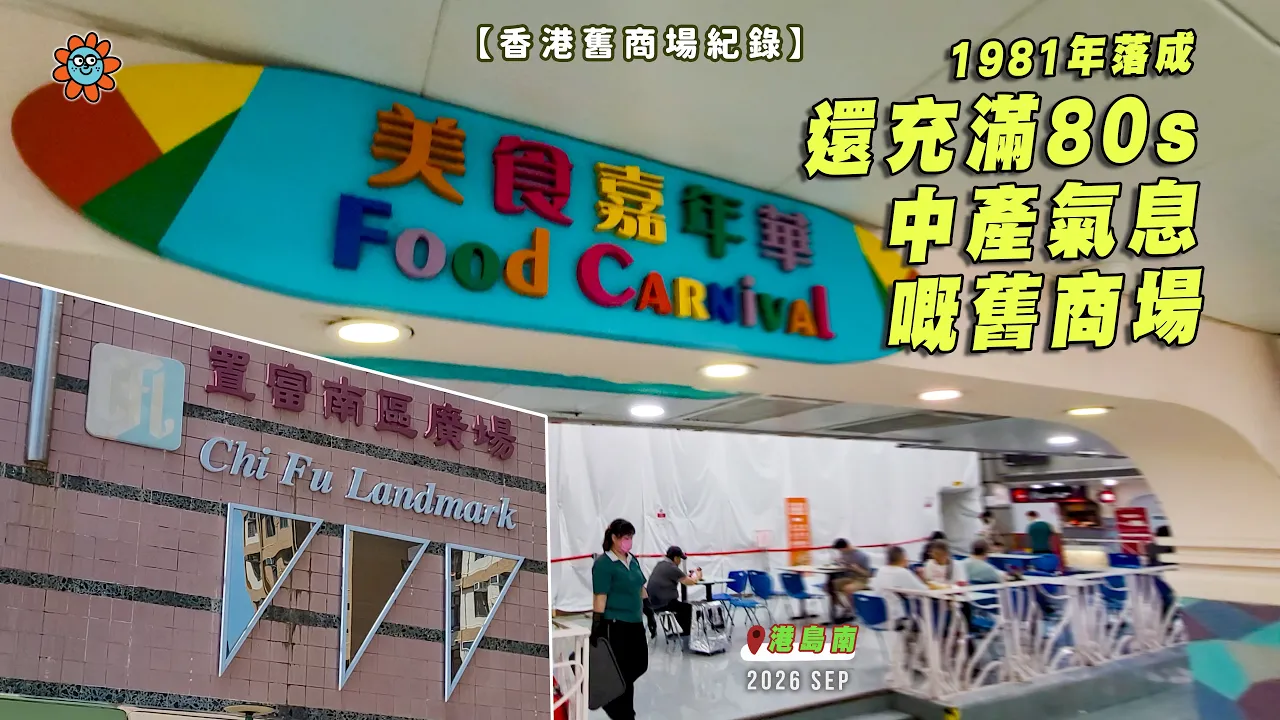 【香港舊商場紀錄】
1981年落成
還充滿80s
中產氣息
嘅舊商場
美食嘉年華
Food CARNivAl
置富南區廣場
Chi Fu Landmark
港島南
2026 SEP